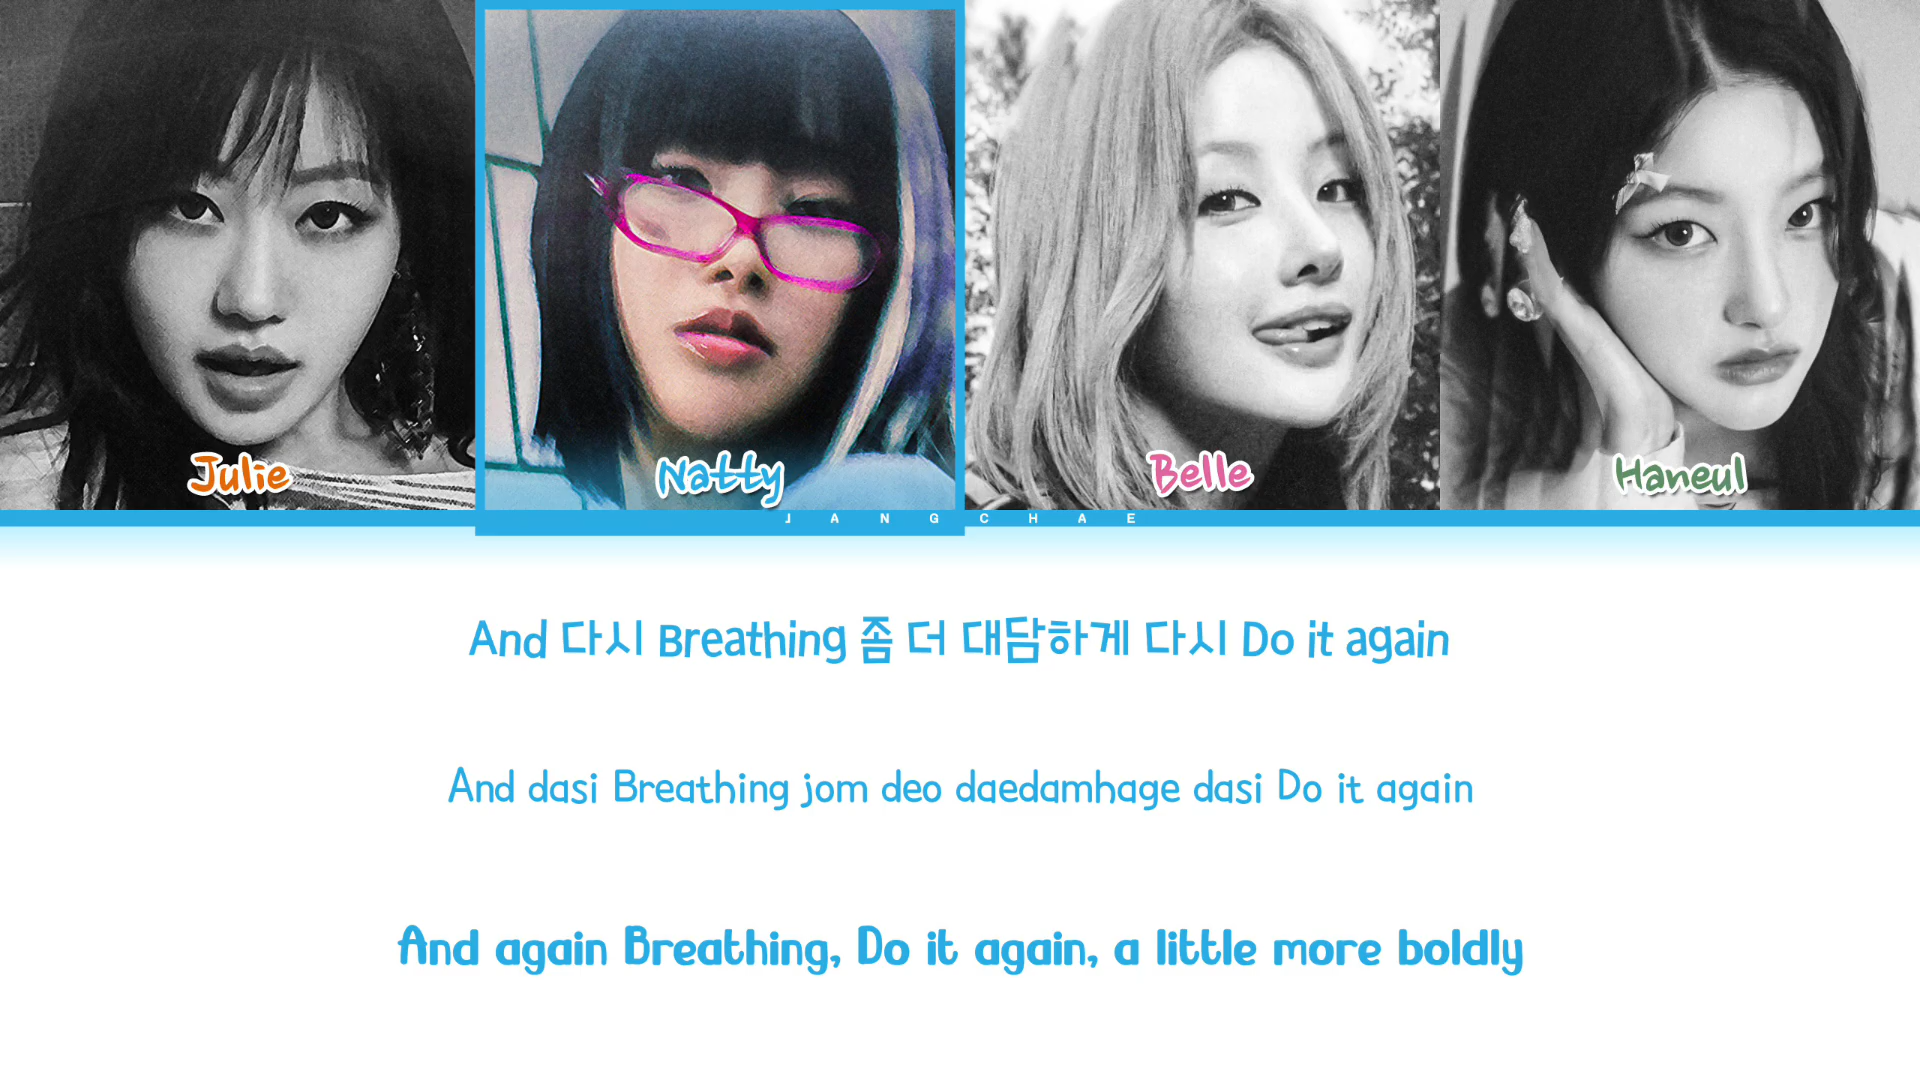 Julie
Natty
Belle
Haneul
JANGCHAE
And 다시 Breathing 좀 더 대담하게 다시 Do it again
And dasi Breathing jom deo daedamhage dasi Do it again
And again Breathing, Do it again, a little more boldly